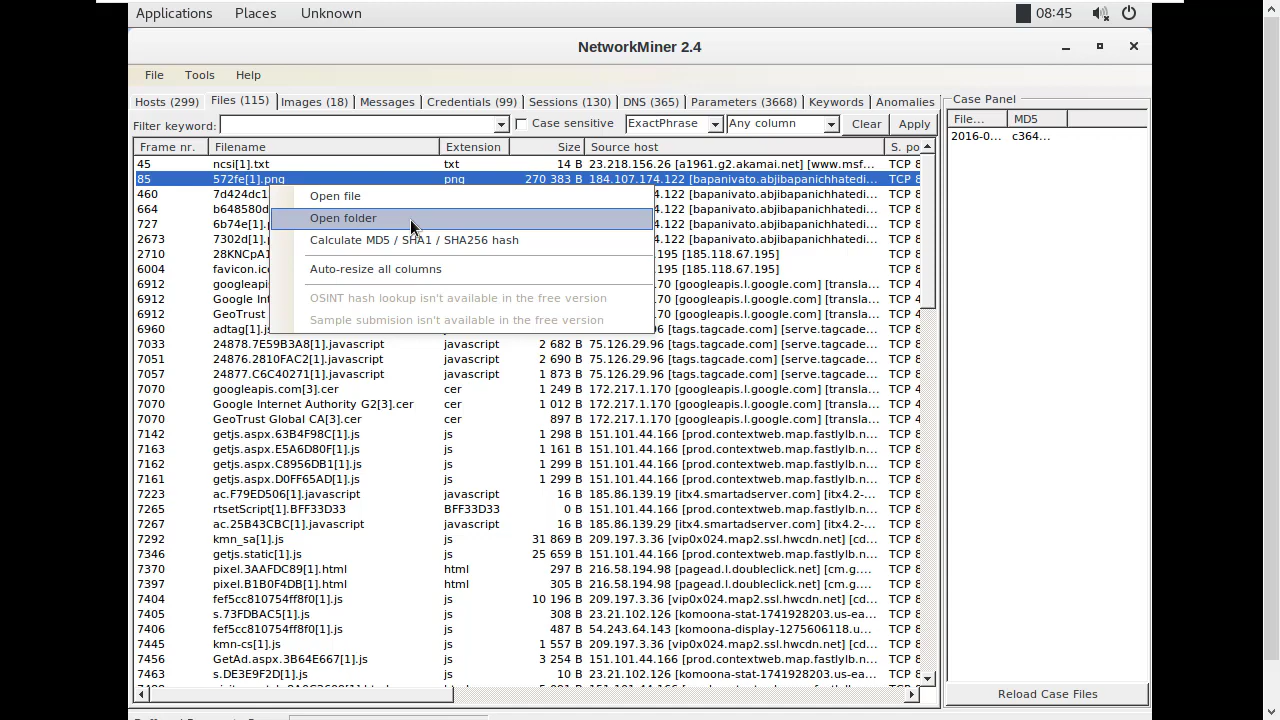 Applications Places Unknown 08:45
NetworkMiner 2.4
File Tools Help
Hosts (299) Files (115) Images (18) Messages Credentials (99) Sessions (130) DNS (365) Parameters (3668) Keywords Anomalies
Case Panel
Filter keyword: Case sensitive ExactPhrase Any column Clear Apply
File... MD5
2016-0... c364...
Frame nr. Filename Extension Size Source host S. po
45 ncsi[1].txt txt 14 B 23.218.156.26 [a1961.g2.akamai.net] [www.msf... TCP 8
85 572fe[1].png png 270 383 B 184.107.174.122 [bapanivato.abjibapanichhatedi... TCP 8
460 7d424dc1 4.122 [bapanivato.abjibapanichhatedi... TCP 8
664 b648580d 4.122 [bapanivato.abjibapanichhatedi... TCP 8
727 6b74e[1]. 4.122 [bapanivato.abjibapanichhatedi... TCP 8
2673 7302d[1]. 4.122 [bapanivato.abjibapanichhatedi... TCP 8
2710 28KNCpA1 .195 [185.118.67.195] TCP 8
6004 favicon.ic .195 [185.118.67.195] TCP 8
6912 googleapi 170 [googleapis.l.google.com] [transla... TCP 4
6912 Google Int 170 [googleapis.l.google.com] [transla... TCP 4
6912 GeoTrust 170 [googleapis.l.google.com] [transla... TCP 4
6960 adtag[1].j [tags.tagcade.com] [serve.tagcade... TCP 8
Open file
Open folder
Calculate MD5 / SHA1 / SHA256 hash
Auto-resize all columns
OSINT hash lookup isn't available in the free version
Sample submision isn't available in the free version
7033 24878.7E59B3A8[1].javascript javascript 2 682 B 75.126.29.96 [tags.tagcade.com] [serve.tagcade... TCP 8
7051 24876.2810FAC2[1].javascript javascript 2 690 B 75.126.29.96 [tags.tagcade.com] [serve.tagcade... TCP 8
7057 24877.C6C40271[1].javascript javascript 1 873 B 75.126.29.96 [tags.tagcade.com] [serve.tagcade... TCP 8
7070 googleapis.com[3].cer cer 1 249 B 172.217.1.170 [googleapis.l.google.com] [transla... TCP 4
7070 Google Internet Authority G2[3].cer cer 1 012 B 172.217.1.170 [googleapis.l.google.com] [transla... TCP 4
7070 GeoTrust Global CA[3].cer cer 897 B 172.217.1.170 [googleapis.l.google.com] [transla... TCP 4
7142 getjs.aspx.63B4F98C[1].js js 1 298 B 151.101.44.166 [prod.contextweb.map.fastlylb.n... TCP 8
7163 getjs.aspx.E5A6D80F[1].js js 1 161 B 151.101.44.166 [prod.contextweb.map.fastlylb.n... TCP 8
7162 getjs.aspx.C8956DB1[1].js js 1 299 B 151.101.44.166 [prod.contextweb.map.fastlylb.n... TCP 8
7161 getjs.aspx.D0FF65AD[1].js js 1 299 B 151.101.44.166 [prod.contextweb.map.fastlylb.n... TCP 8
7223 ac.F79ED506[1].javascript javascript 16 B 185.86.139.19 [itx4.smartadserver.com] [itx4.2-... TCP 8
7265 rtsetScript[1].BFF33D33 BFF33D33 0 B 151.101.44.166 [prod.contextweb.map.fastlylb.n... TCP 8
7267 ac.25B43CBC[1].javascript javascript 16 B 185.86.139.29 [itx4.smartadserver.com] [itx4.2-... TCP 8
7292 kmn_sa[1].js js 31 869 B 209.197.3.36 [vip0x024.map2.ssl.hwcdn.net] [cd... TCP 8
7346 getjs.static[1].js js 25 659 B 151.101.44.166 [prod.contextweb.map.fastlylb.n... TCP 8
7370 pixel.3AAFDC89[1].html html 297 B 216.58.194.98 [pagead.l.doubleclick.net] [cm.g.... TCP 8
7397 pixel.B1B0F4DB[1].html html 305 B 216.58.194.98 [pagead.l.doubleclick.net] [cm.g.... TCP 8
7404 fef5cc810754ff8f0[1].js js 10 196 B 209.197.3.36 [vip0x024.map2.ssl.hwcdn.net] [cd... TCP 8
7405 s.73FDBAC5[1].js js 308 B 23.21.102.126 [komoona-stat-1741928203.us-ea... TCP 8
7406 fef5cc810754ff8f0[1].js js 487 B 54.243.64.143 [komoona-display-1275606118.u... TCP 8
7445 kmn-cs[1].js js 1 557 B 209.197.3.36 [vip0x024.map2.ssl.hwcdn.net] [cd... TCP 8
7456 GetAd.aspx.3B64E667[1].js js 3 254 B 151.101.44.166 [prod.contextweb.map.fastlylb.n... TCP 8
7463 s.DE3E9F2D[1].js js 10 B 23.21.102.126 [komoona-stat-1741928203.us-ea... TCP 8
Reload Case Files